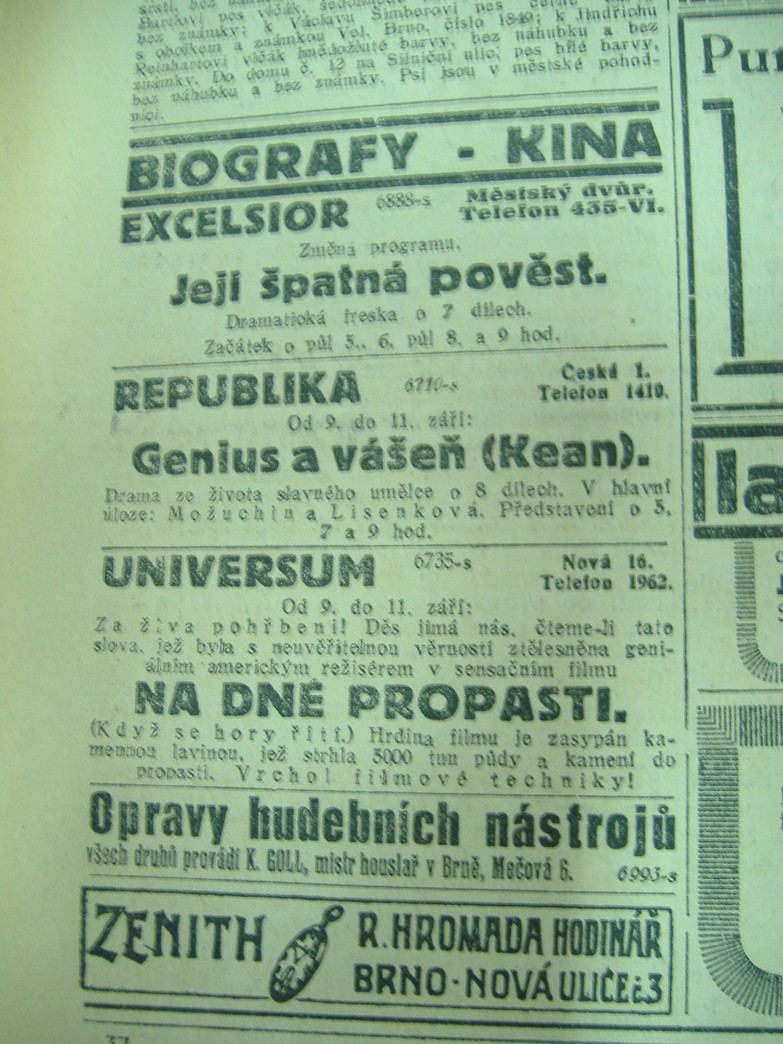 Bartlovi pes vlčák,
bez známky; k Václavu Šimberovi pes černé
s obojkem a známkou Vel. Brno, číslo 1849; k Jindřichu
Reinhartovi vlčák hnědožluté barvy, bez náhubku a bez
známky. Do domu č. 12 na Silniční ulic; pes bílé barvy,
bez náhubku a bez známky. Psi jsou v městské pohod-
nici.
BIOGRAFY - KINA
EXCELSIOR 6888-s Městský dvůr.
Telefon 435-VI.
Změna programu.
Její špatná pověst.
Dramatická freska o 7 dílech.
Začátek o půl 5., 6, půl 8. a 9 hod.
REPUBLIKA 6710-s Česká 1.
Telefon 1410.
Od 9. do 11. září:
Genius a vášeň (Kean).
Drama ze života slavného umělce o 8 dílech. V hlavní
úloze: Možuchin a Lisenková. Představení o 5,
7 a 9 hod.
UNIVERSUM 6735-s Nová 16.
Telefon 1962.
Od 9. do 11. září:
Za živa pohřbeni! Děs jímá nás, čteme-li tato
slova, jež byla s neuvěřitelnou věrností ztělesněna geni-
álním americkým režisérem v sensačním filmu
NA DNĚ PROPASTI.
(Když se hory řítí.) Hrdina filmu je zasypán ka-
mennou lavinou, jež strhla 3000 tun půdy a kamení do
propasti. Vrchol filmové techniky!
Opravy hudebních nástrojů
všech druhů provádí K. GOLL, mistr houslař v Brně, Mečová 6. 6993-s
ZENITH R. HROMADA HODINÁŘ
BRNO-NOVÁ ULICE č.3
37